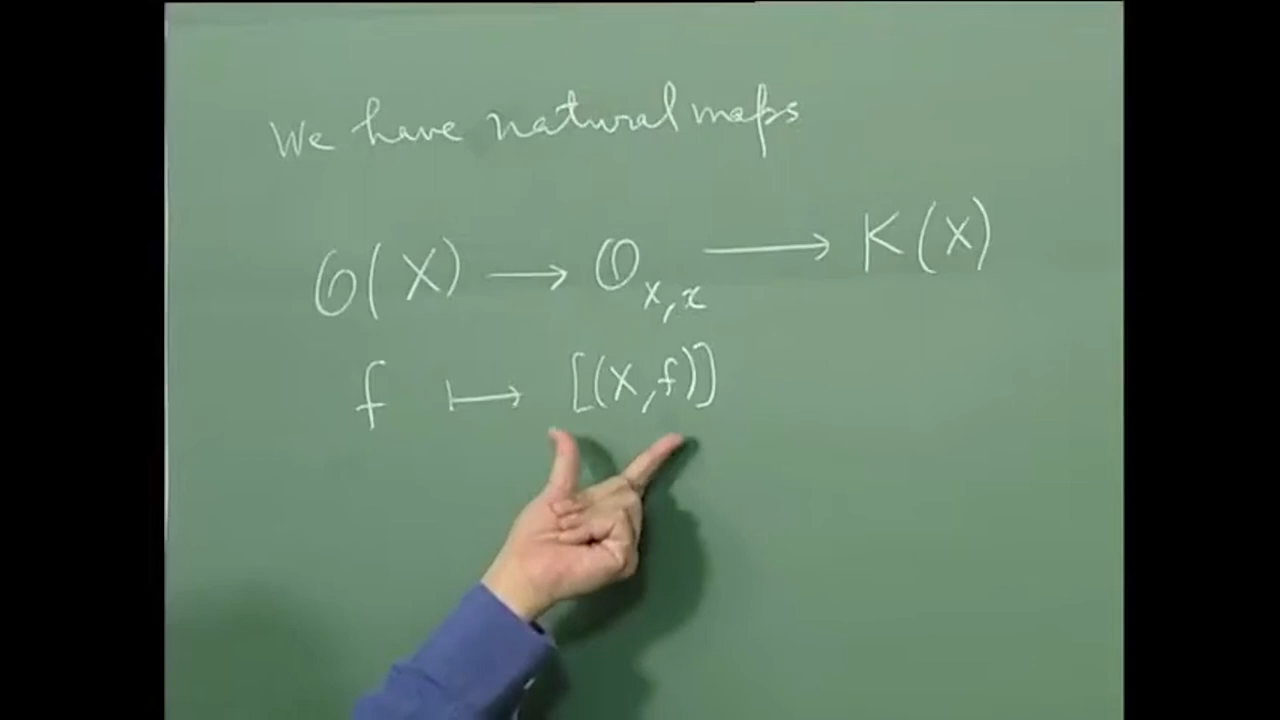 We have natural maps
O(X) → O_{X,x} → K(X)
f ↦ [(X,f)]